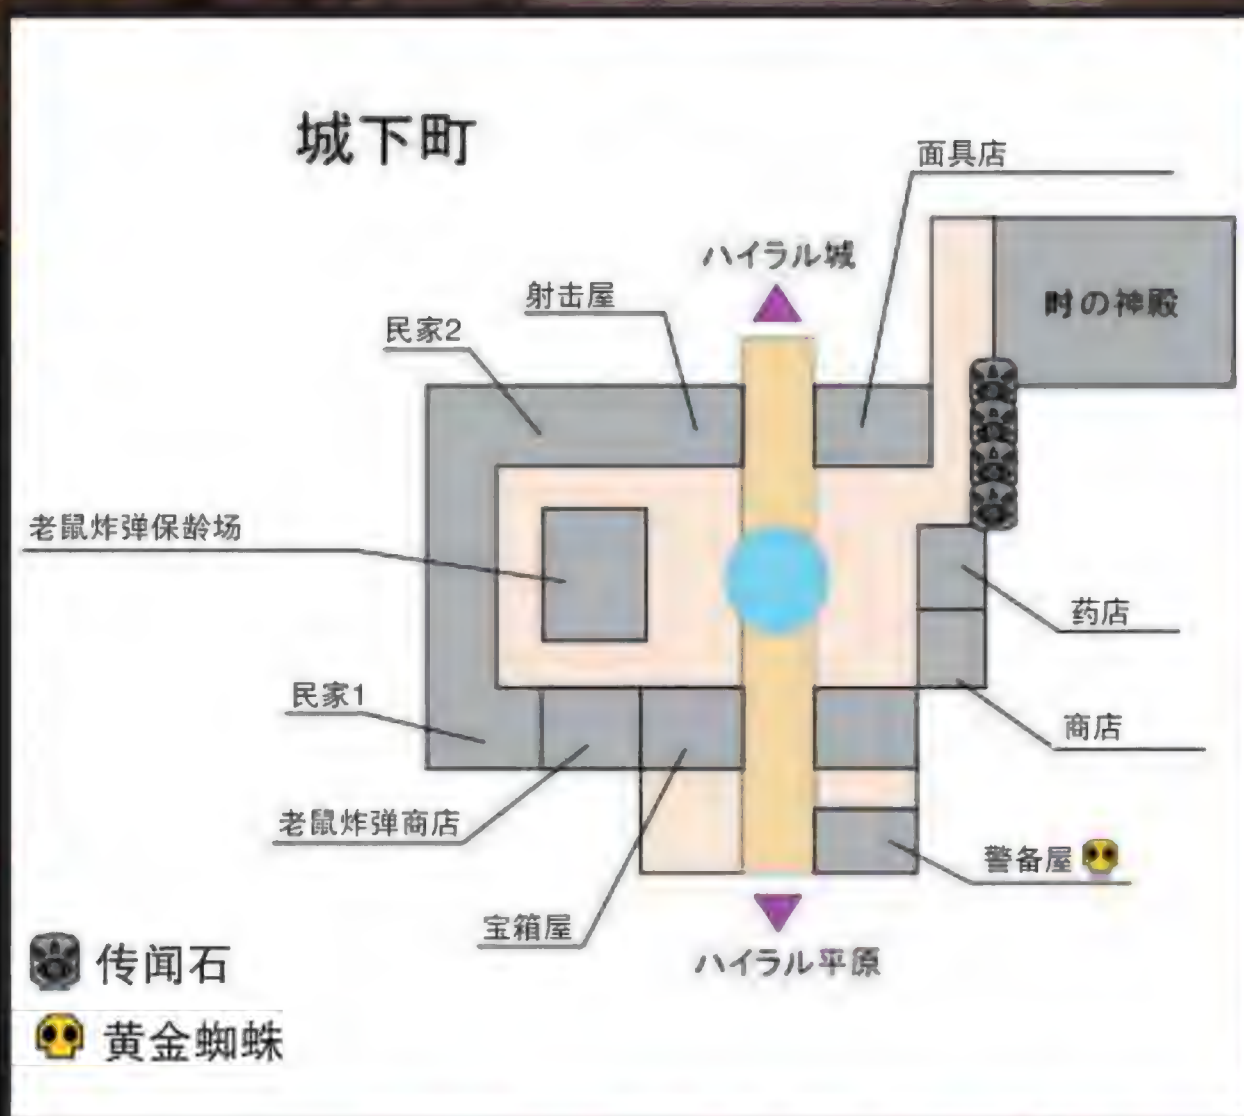 城下町
面具店
ハイラル城
射击屋
时の神殿
民家2
老鼠炸弹保龄场
药店
民家1
商店
老鼠炸弹商店
警备屋
宝箱屋
ハイラル平原
传闻石
黄金蜘蛛